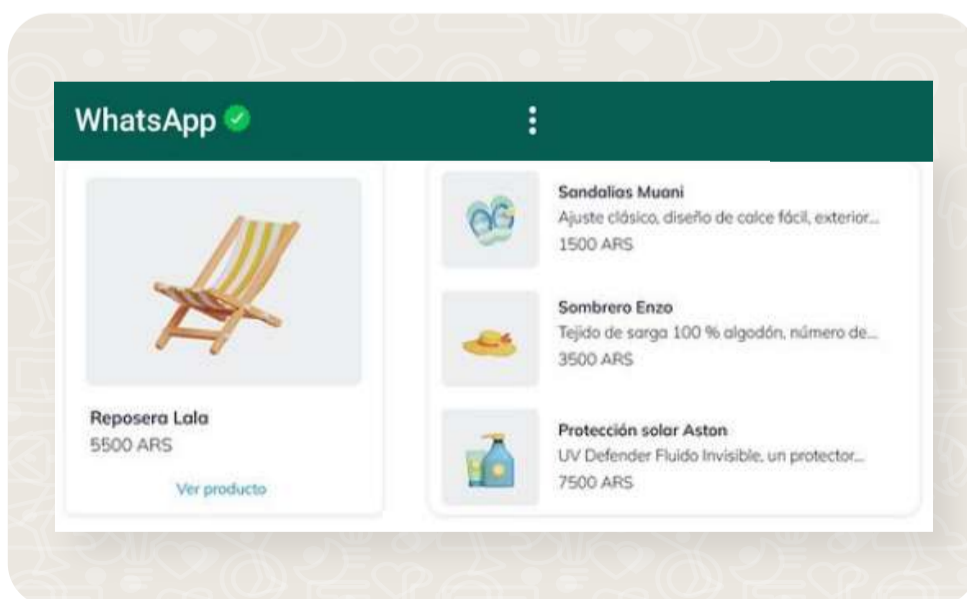 WhatsApp
Reposera Lala
5500 ARS
Ver producto
Sandalias Muani
Ajuste clásico, diseño de calce fácil, exterior...
1500 ARS
Sombrero Enzo
Tejido de sarga 100 % algodón, número de...
3500 ARS
Protección solar Aston
UV Defender Fluido Invisible, un protector...
7500 ARS